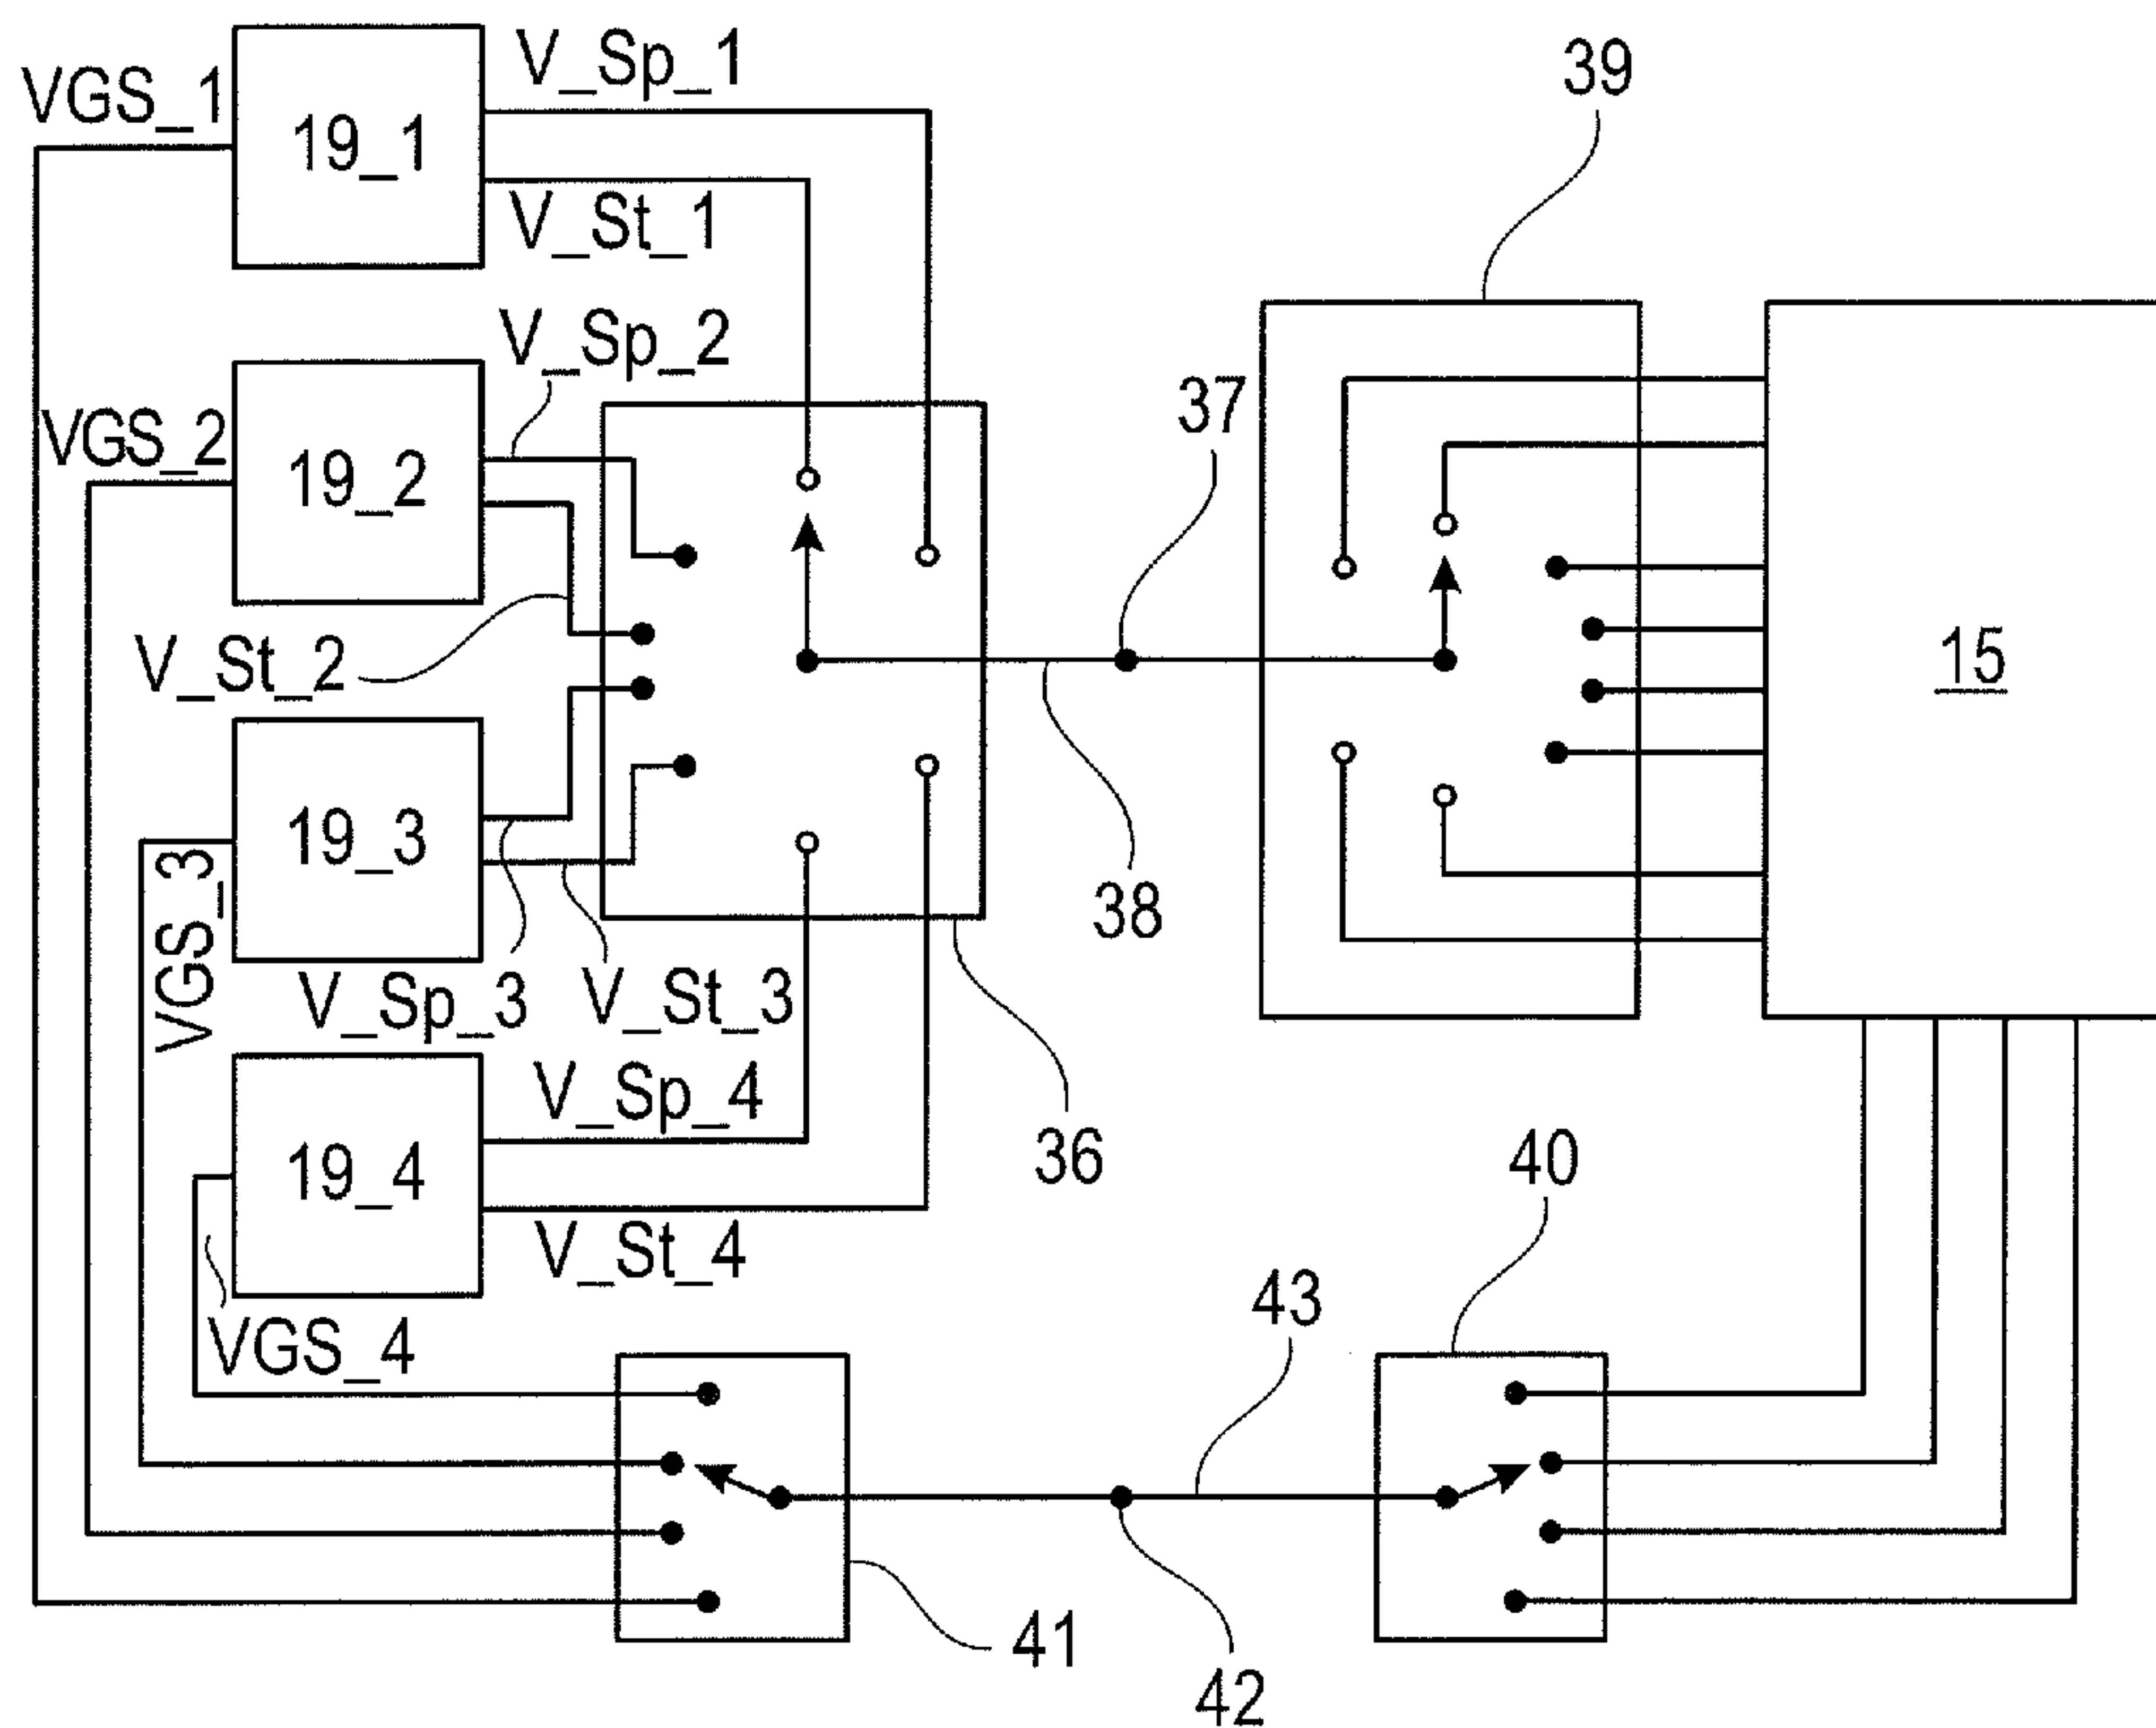 V_Sp_1
39
VGS_1
19_1
V_St_1
V_Sp_2
37
VGS_2
19_2
V_St_2
15
19_3
VGS_3
38
V_Sp_3
V_St_3
V_Sp_4
36
40
19_4
V_St_4
43
VGS_4
41
42